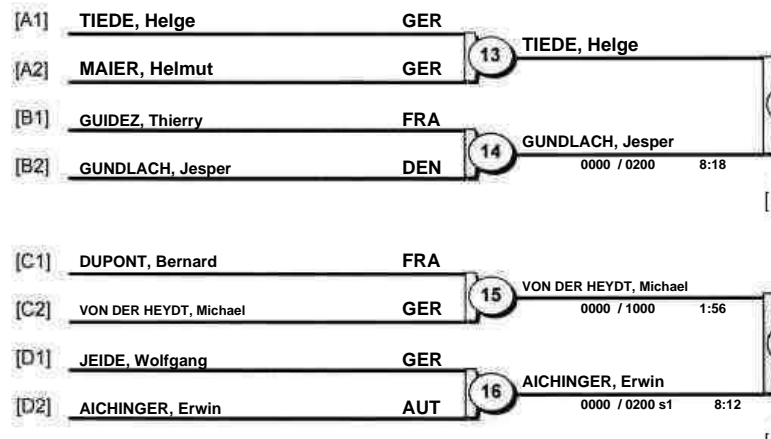 [A1] TIEDE, Helge GER
13 TIEDE, Helge
[A2] MAIER, Helmut GER
[B1] GUIDEZ, Thierry FRA
14 GUNDLACH, Jesper
0000 / 0200 8:18
[B2] GUNDLACH, Jesper DEN
[C1] DUPONT, Bernard FRA
15 VON DER HEYDT, Michael
0000 / 1000 1:56
[C2] VON DER HEYDT, Michael GER
[D1] JEIDE, Wolfgang GER
16 AICHINGER, Erwin
0000 / 0200 s1 8:12
[D2] AICHINGER, Erwin AUT